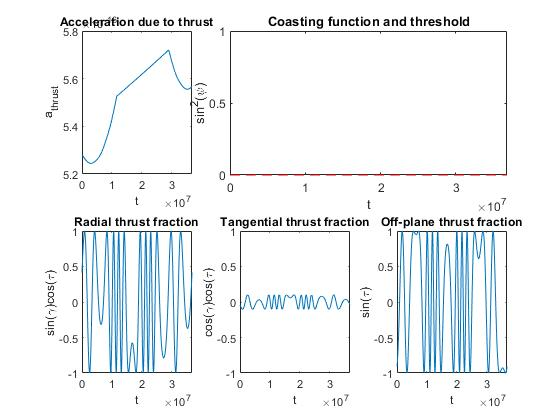 Acceleration due to thrust
Coasting function and threshold
5.8
5.6
5.4
5.2
a_thrust
0 1 2 3
t
×10^7
1
0.5
0
sin^2(ψ)
0 1 2 3
t
×10^7
Radial thrust fraction
Tangential thrust fraction
Off-plane thrust fraction
1
0.5
0
-0.5
-1
sin(γ)cos(τ)
0 1 2 3
t
×10^7
1
0.5
0
-0.5
-1
cos(γ)cos(τ)
0 1 2 3
t
×10^7
1
0.5
0
-0.5
-1
sin(τ)
0 1 2 3
t
×10^7